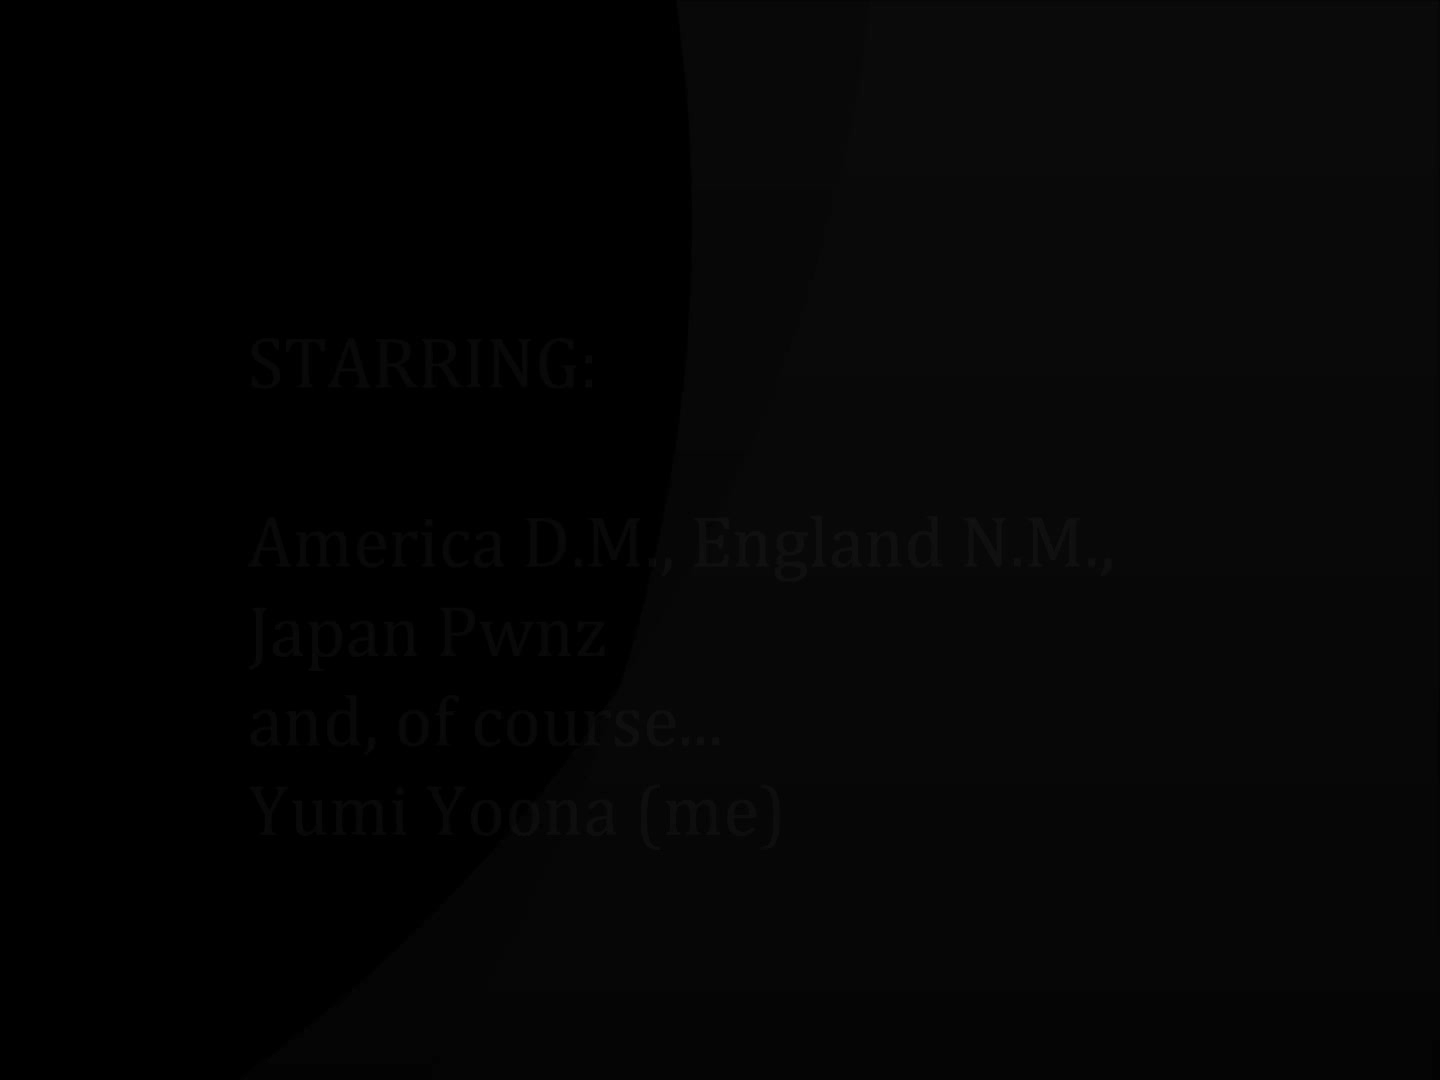 STARRING:
America D.M., England N.M.,
Japan Pwnz
and, of course...
Yumi Yoona (me)